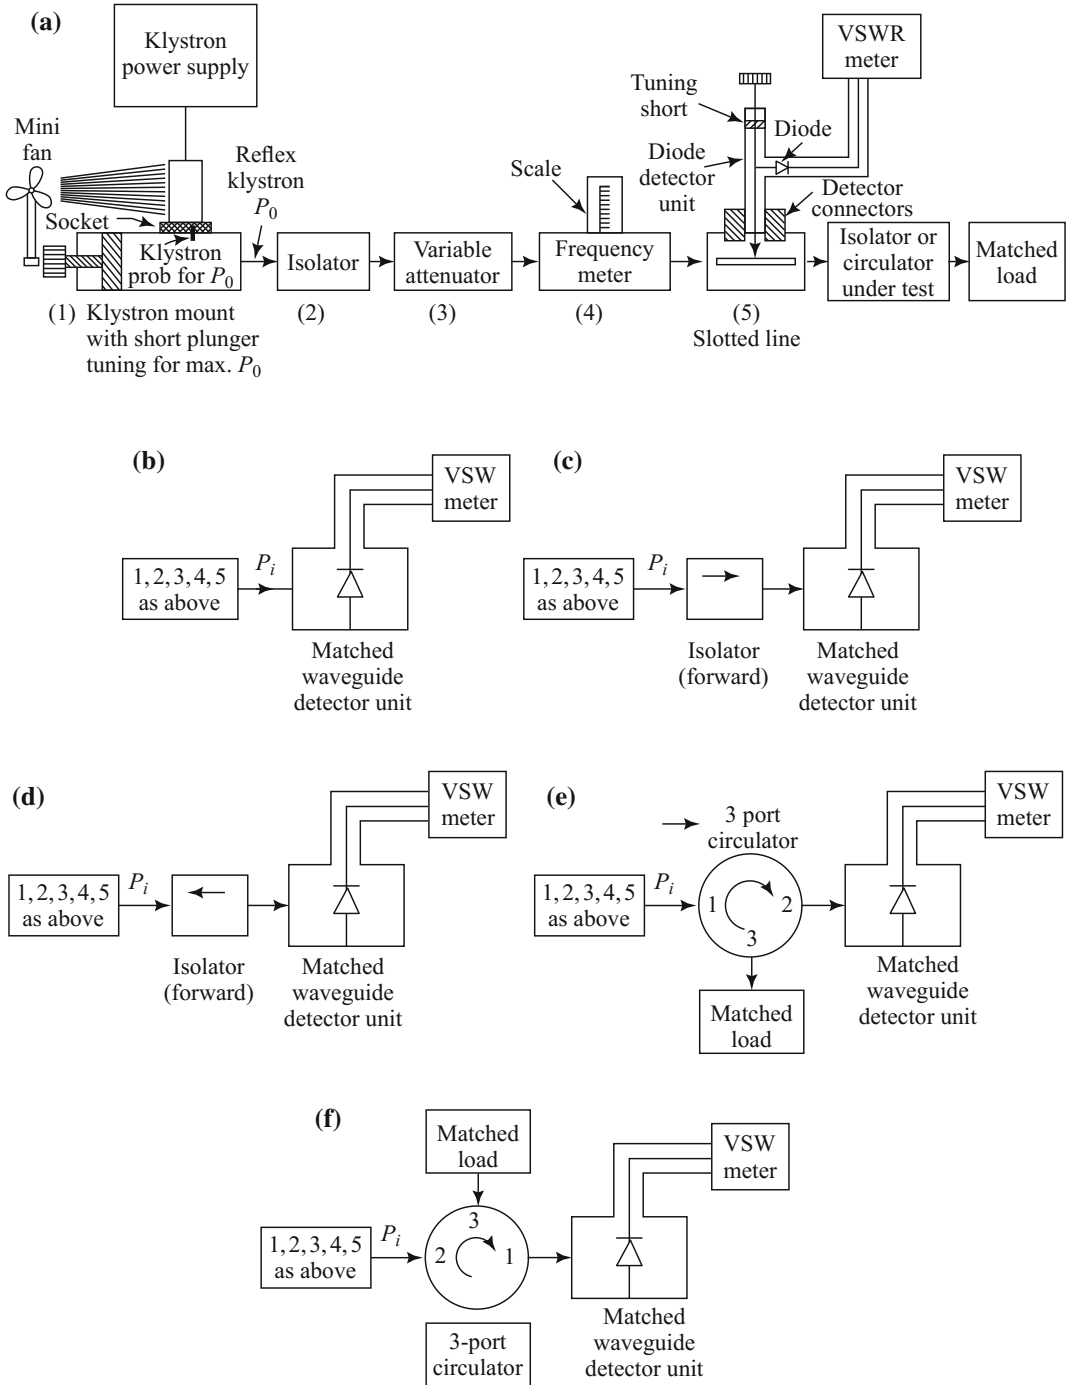 (a)
Klystron
power supply
VSWR
meter
Tuning
short
Diode
Mini
fan
Reflex
klystron
P0
Scale
Diode
detector
unit
Detector
connectors
Socket
Klystron
prob for P0
Isolator
Variable
attenuator
Frequency
meter
Isolator or
circulator
under test
Matched
load
(1) Klystron mount
with short plunger
tuning for max. P0
(2)
(3)
(4)
(5)
Slotted line
(b)
VSW
meter
1, 2, 3, 4, 5
as above
Pi
Matched
waveguide
detector unit
(c)
VSW
meter
1, 2, 3, 4, 5
as above
Pi
Isolator
(forward)
Matched
waveguide
detector unit
(d)
VSW
meter
1, 2, 3, 4, 5
as above
Pi
Isolator
(forward)
Matched
waveguide
detector unit
(e)
3 port
circulator
VSW
meter
1, 2, 3, 4, 5
as above
Pi
1
2
3
Matched
load
Matched
waveguide
detector unit
(f)
Matched
load
VSW
meter
1, 2, 3, 4, 5
as above
Pi
3
2
1
3-port
circulator
Matched
waveguide
detector unit